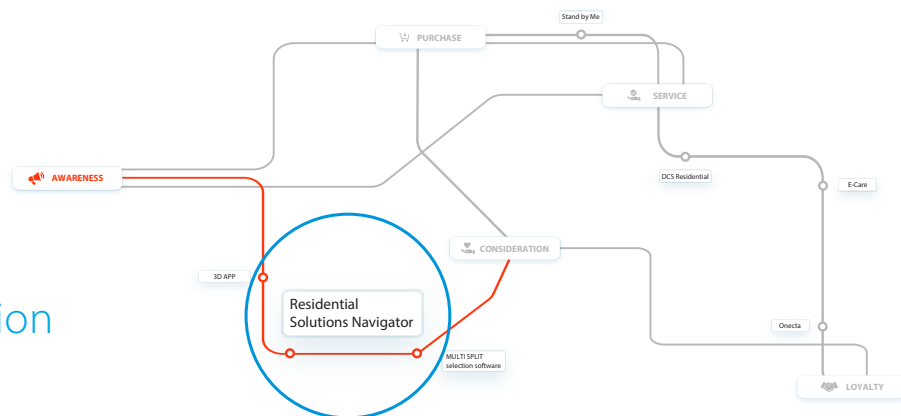 Stand by Me
PURCHASE
SERVICE
AWARENESS
DCS Residential
E-Care
CONSIDERATION
3D APP
Residential
Solutions Navigator
ion
Onecta
MULTI SPLIT
selection software
LOYALTY